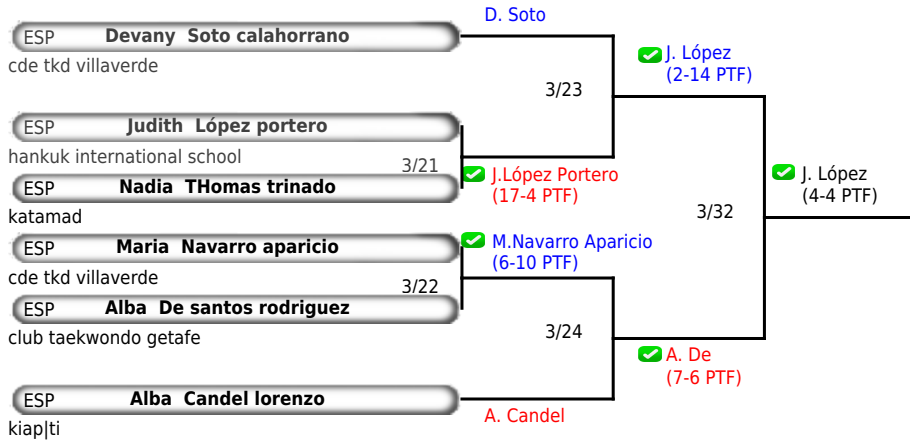 D. Soto
ESP Devany Soto calahorrano
cde tkd villaverde
J. López
(2-14 PTF)
3/23
ESP Judith López portero
hankuk international school
3/21
J.López Portero
(17-4 PTF)
ESP Nadia THomas trinado
katamad
J. López
(4-4 PTF)
3/32
M.Navarro Aparicio
(6-10 PTF)
ESP Maria Navarro aparicio
cde tkd villaverde
3/22
ESP Alba De santos rodriguez
club taekwondo getafe
3/24
A. De
(7-6 PTF)
ESP Alba Candel lorenzo
A. Candel
kiap|ti